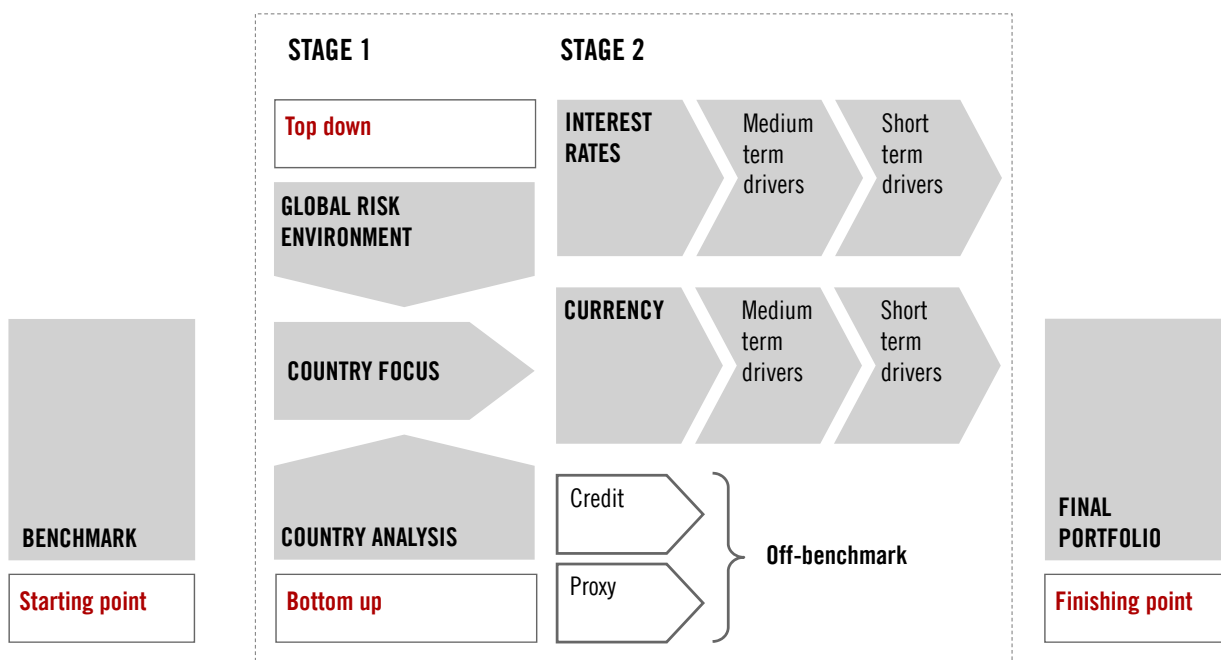 STAGE 1
STAGE 2
Top down
GLOBAL RISK
ENVIRONMENT
COUNTRY FOCUS
COUNTRY ANALYSIS
Bottom up
INTEREST
RATES
Medium
term
drivers
Short
term
drivers
CURRENCY
Medium
term
drivers
Short
term
drivers
Credit
Proxy
Off-benchmark
BENCHMARK
Starting point
FINAL
PORTFOLIO
Finishing point